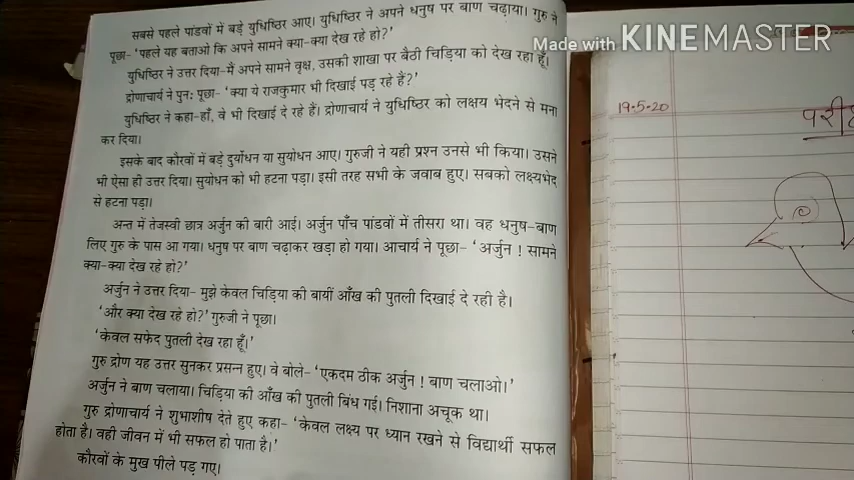 सबसे पहले पांडवों में बड़े युधिष्ठिर आए। युधिष्ठिर ने अपने धनुष पर बाण चढ़ाया। गुरु ने
पूछा- 'पहले यह बताओ कि अपने सामने क्या-क्या देख रहे हो?'
युधिष्ठिर ने उत्तर दिया-मैं अपने सामने वृक्ष, उसकी शाखा पर बैठी चिड़िया को देख रहा हूँ।
द्रोणाचार्य ने पुनः पूछा- 'क्या ये राजकुमार भी दिखाई पड़ रहे हैं?'
युधिष्ठिर ने कहा-हाँ, वे भी दिखाई दे रहे हैं। द्रोणाचार्य ने युधिष्ठिर को लक्षय भेदने से मना
कर दिया।
इसके बाद कौरवों में बड़े दुर्योधन या सुयोधन आए। गुरुजी ने यही प्रश्न उनसे भी किया। उसने
भी ऐसा ही उत्तर दिया। सुयोधन को भी हटना पड़ा। इसी तरह सभी के जवाब हुए। सबको लक्ष्यभेद
से हटना पड़ा।
अन्त में तेजस्वी छात्र अर्जुन की बारी आई। अर्जुन पाँच पांडवों में तीसरा था। वह धनुष-बाण
लिए गुरु के पास आ गया। धनुष पर बाण चढ़ाकर खड़ा हो गया। आचार्य ने पूछा- 'अर्जुन ! सामने
क्या-क्या देख रहे हो?'
अर्जुन ने उत्तर दिया- मुझे केवल चिड़िया की बायीं आँख की पुतली दिखाई दे रही है।
'और क्या देख रहे हो?' गुरुजी ने पूछा।
'केवल सफेद पुतली देख रहा हूँ।'
गुरु द्रोण यह उत्तर सुनकर प्रसन्न हुए। वे बोले- 'एकदम ठीक अर्जुन ! बाण चलाओ।'
अर्जुन ने बाण चलाया। चिड़िया की आँख की पुतली बिंध गई। निशाना अचूक था।
गुरु द्रोणाचार्य ने शुभाशीष देते हुए कहा- 'केवल लक्ष्य पर ध्यान रखने से विद्यार्थी सफल
होता है। वही जीवन में भी सफल हो पाता है।'
कौरवों के मुख पीले पड़ गए।
Made with KINEMASTER
19-5-20